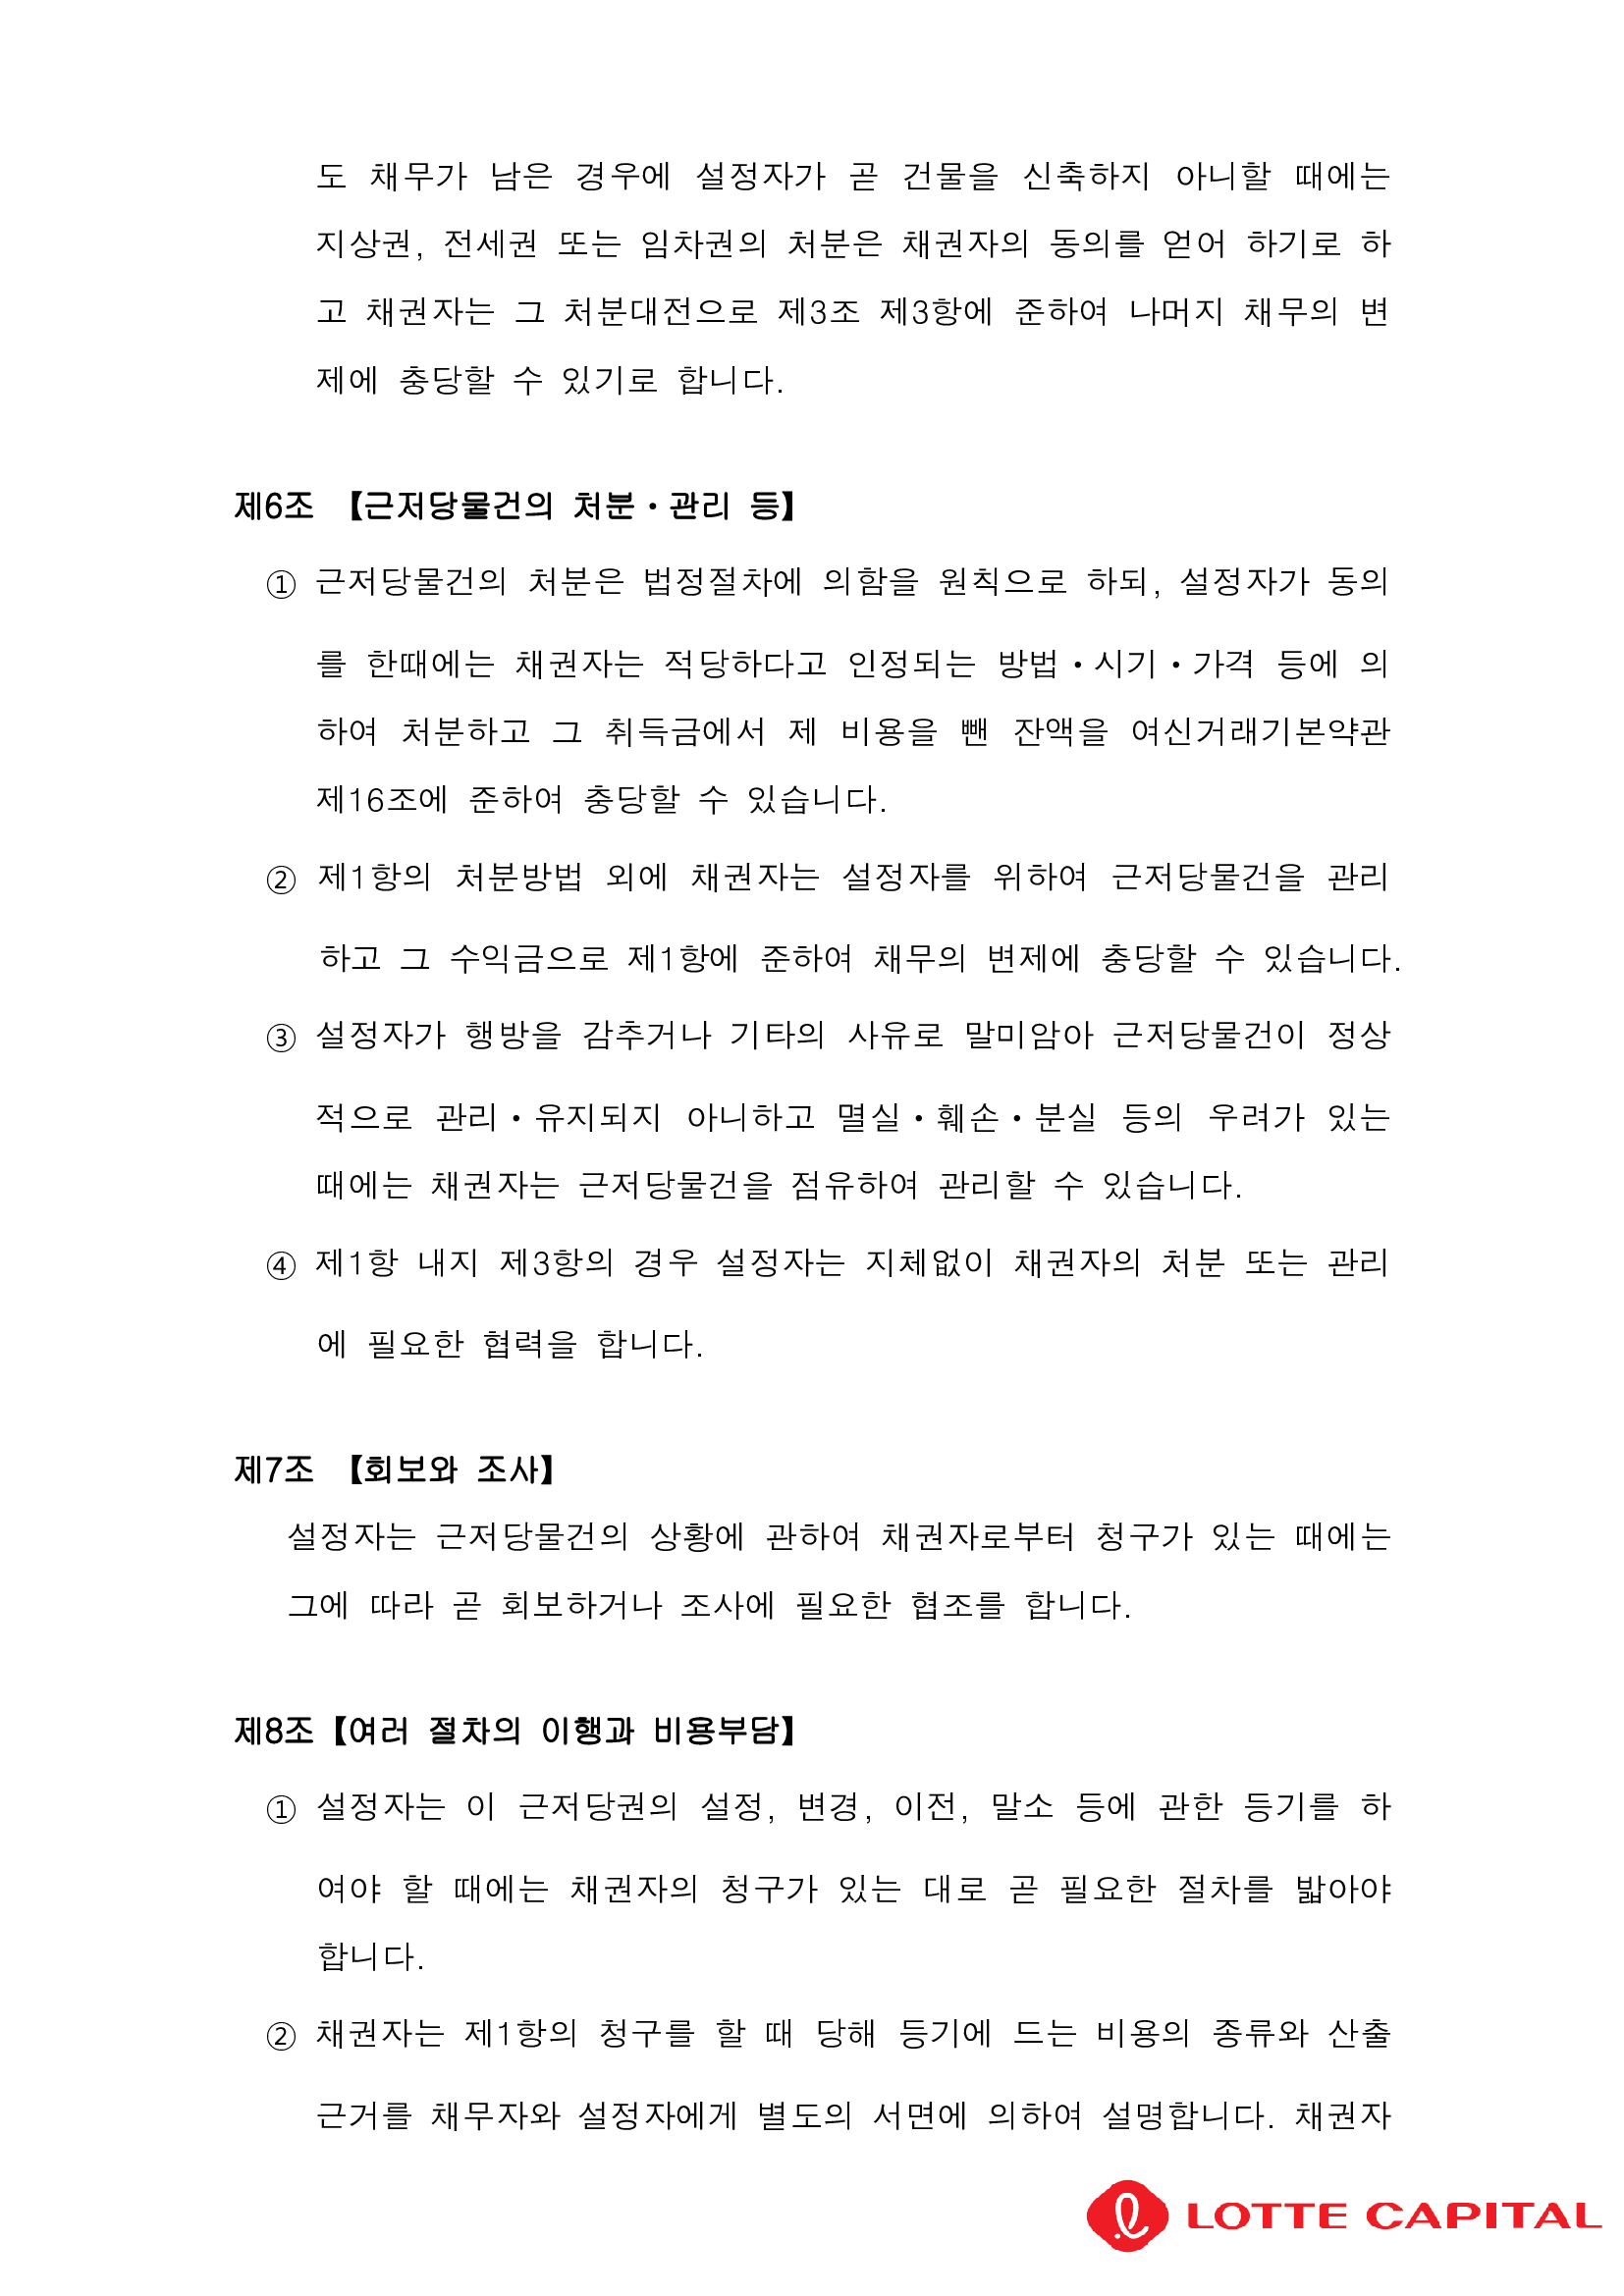 도 채무가 남은 경우에 설정자가 곧 건물을 신축하지 아니할 때에는
지상권, 전세권 또는 임차권의 처분은 채권자의 동의를 얻어 하기로 하
고 채권자는 그 처분대전으로 제3조 제3항에 준하여 나머지 채무의 변
제에 충당할 수 있기로 합니다.
제6조 【근저당물건의 처분·관리 등】
① 근저당물건의 처분은 법정절차에 의함을 원칙으로 하되, 설정자가 동의
를 한때에는 채권자는 적당하다고 인정되는 방법·시기·가격 등에 의
하여 처분하고 그 취득금에서 제 비용을 뺀 잔액을 여신거래기본약관
제16조에 준하여 충당할 수 있습니다.
② 제1항의 처분방법 외에 채권자는 설정자를 위하여 근저당물건을 관리
하고 그 수익금으로 제1항에 준하여 채무의 변제에 충당할 수 있습니다.
③ 설정자가 행방을 감추거나 기타의 사유로 말미암아 근저당물건이 정상
적으로 관리·유지되지 아니하고 멸실·훼손·분실 등의 우려가 있는
때에는 채권자는 근저당물건을 점유하여 관리할 수 있습니다.
④ 제1항 내지 제3항의 경우 설정자는 지체없이 채권자의 처분 또는 관리
에 필요한 협력을 합니다.
제7조 【회보와 조사】
설정자는 근저당물건의 상황에 관하여 채권자로부터 청구가 있는 때에는
그에 따라 곧 회보하거나 조사에 필요한 협조를 합니다.
제8조【여러 절차의 이행과 비용부담】
① 설정자는 이 근저당권의 설정, 변경, 이전, 말소 등에 관한 등기를 하
여야 할 때에는 채권자의 청구가 있는 대로 곧 필요한 절차를 밟아야
합니다.
② 채권자는 제1항의 청구를 할 때 당해 등기에 드는 비용의 종류와 산출
근거를 채무자와 설정자에게 별도의 서면에 의하여 설명합니다. 채권자
LOTTE CAPITAL